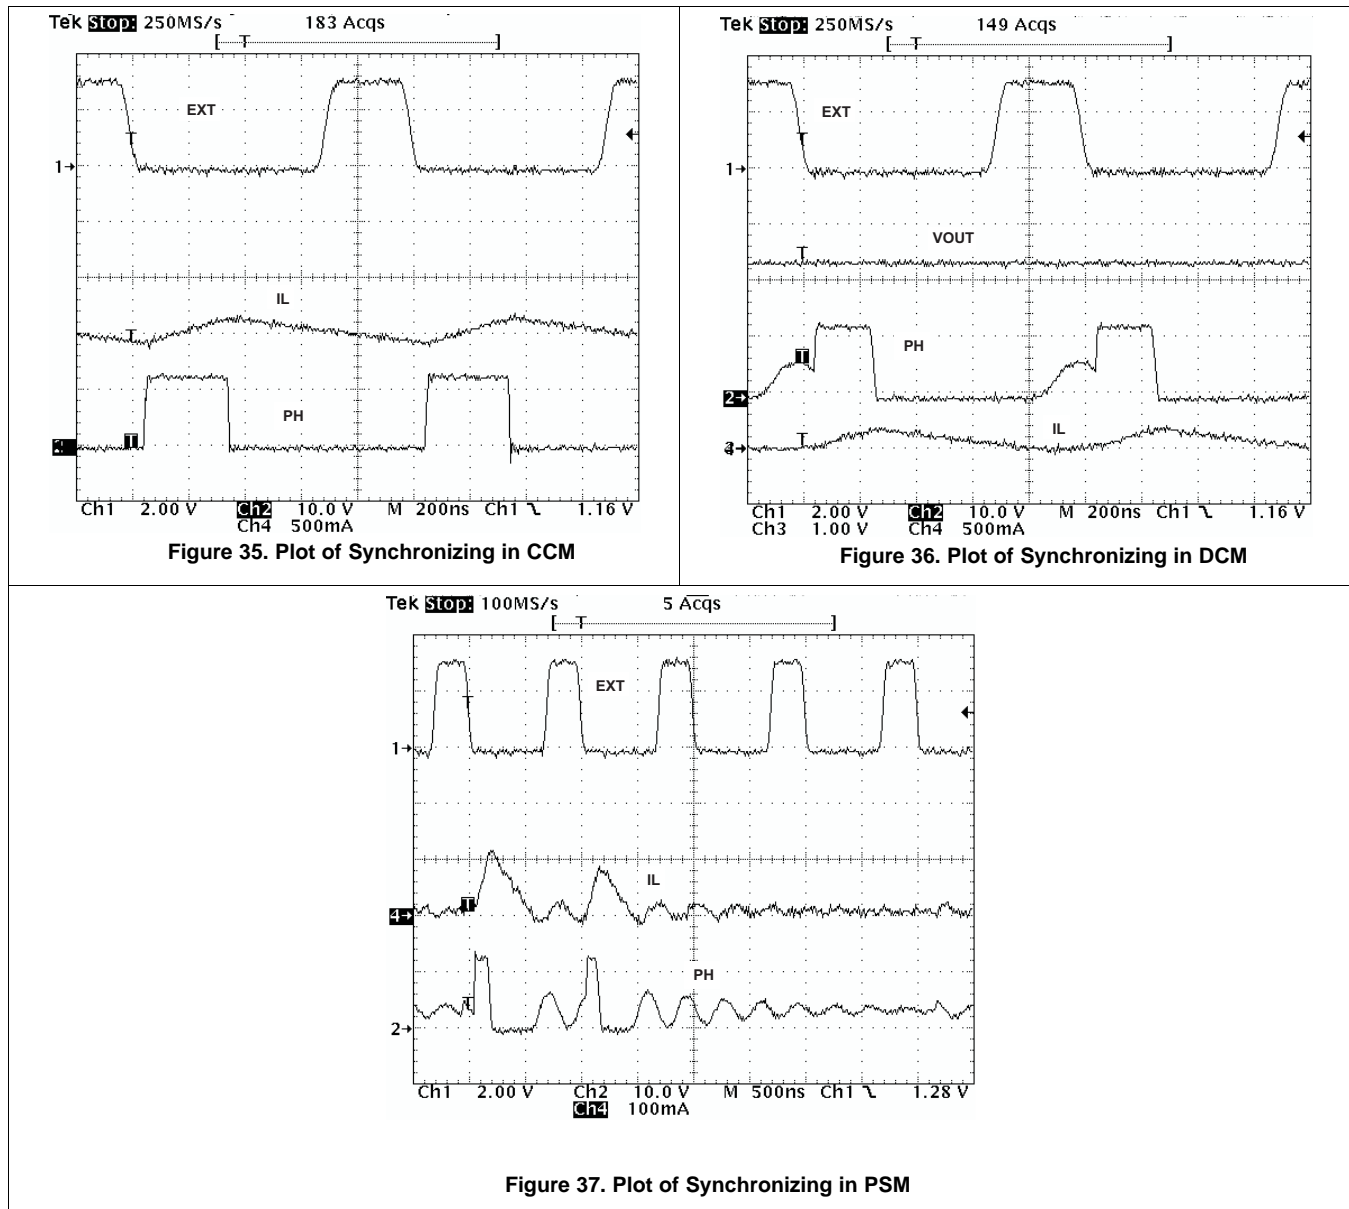 Tek Stop: 250MS/s 183 Acqs
[ T ]
EXT
T
1→
IL
T
PH
T
Ch1 2.00 V Ch2 10.0 V M 200ns Ch1 1.16 V
Ch4 500mA
Figure 35. Plot of Synchronizing in CCM
Tek Stop: 250MS/s 149 Acqs
[ T ]
EXT
T
1→
VOUT
T
PH
T
2→
IL
T
Ch1 2.00 V Ch2 10.0 V M 200ns Ch1 1.16 V
Ch3 1.00 V Ch4 500mA
Figure 36. Plot of Synchronizing in DCM
Tek Stop: 100MS/s 5 Acqs
[ T ]
EXT
T
1→
IL
T
4→
PH
T
2→
Ch1 2.00 V Ch2 10.0 V M 500ns Ch1 1.28 V
Ch4 100mA
Figure 37. Plot of Synchronizing in PSM